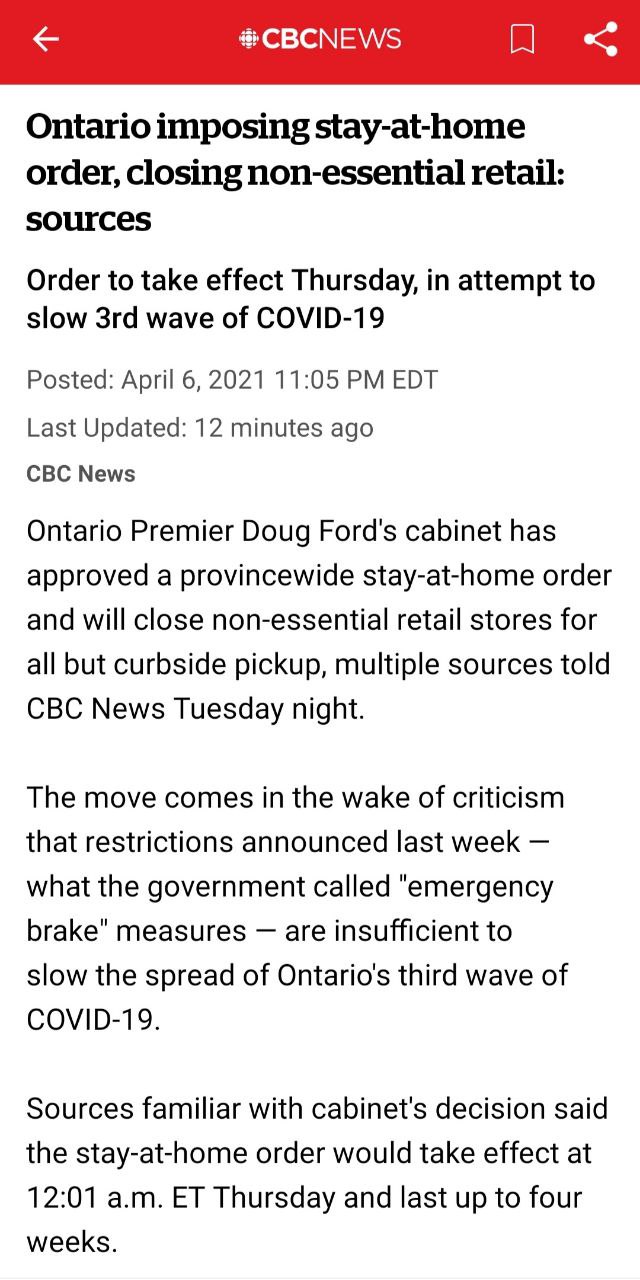 CBCNEWS
Ontario imposing stay-at-home
order, closing non-essential retail:
sources
Order to take effect Thursday, in attempt to
slow 3rd wave of COVID-19
Posted: April 6, 2021 11:05 PM EDT
Last Updated: 12 minutes ago
CBC News
Ontario Premier Doug Ford's cabinet has
approved a provincewide stay-at-home order
and will close non-essential retail stores for
all but curbside pickup, multiple sources told
CBC News Tuesday night.
The move comes in the wake of criticism
that restrictions announced last week —
what the government called "emergency
brake" measures — are insufficient to
slow the spread of Ontario's third wave of
COVID-19.
Sources familiar with cabinet's decision said
the stay-at-home order would take effect at
12:01 a.m. ET Thursday and last up to four
weeks.